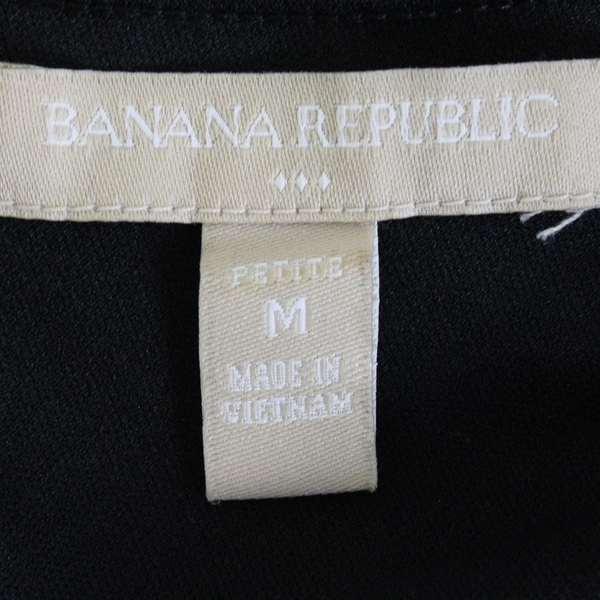 BANANA REPUBLIC
PETITE
M
MADE IN
VIETNAM